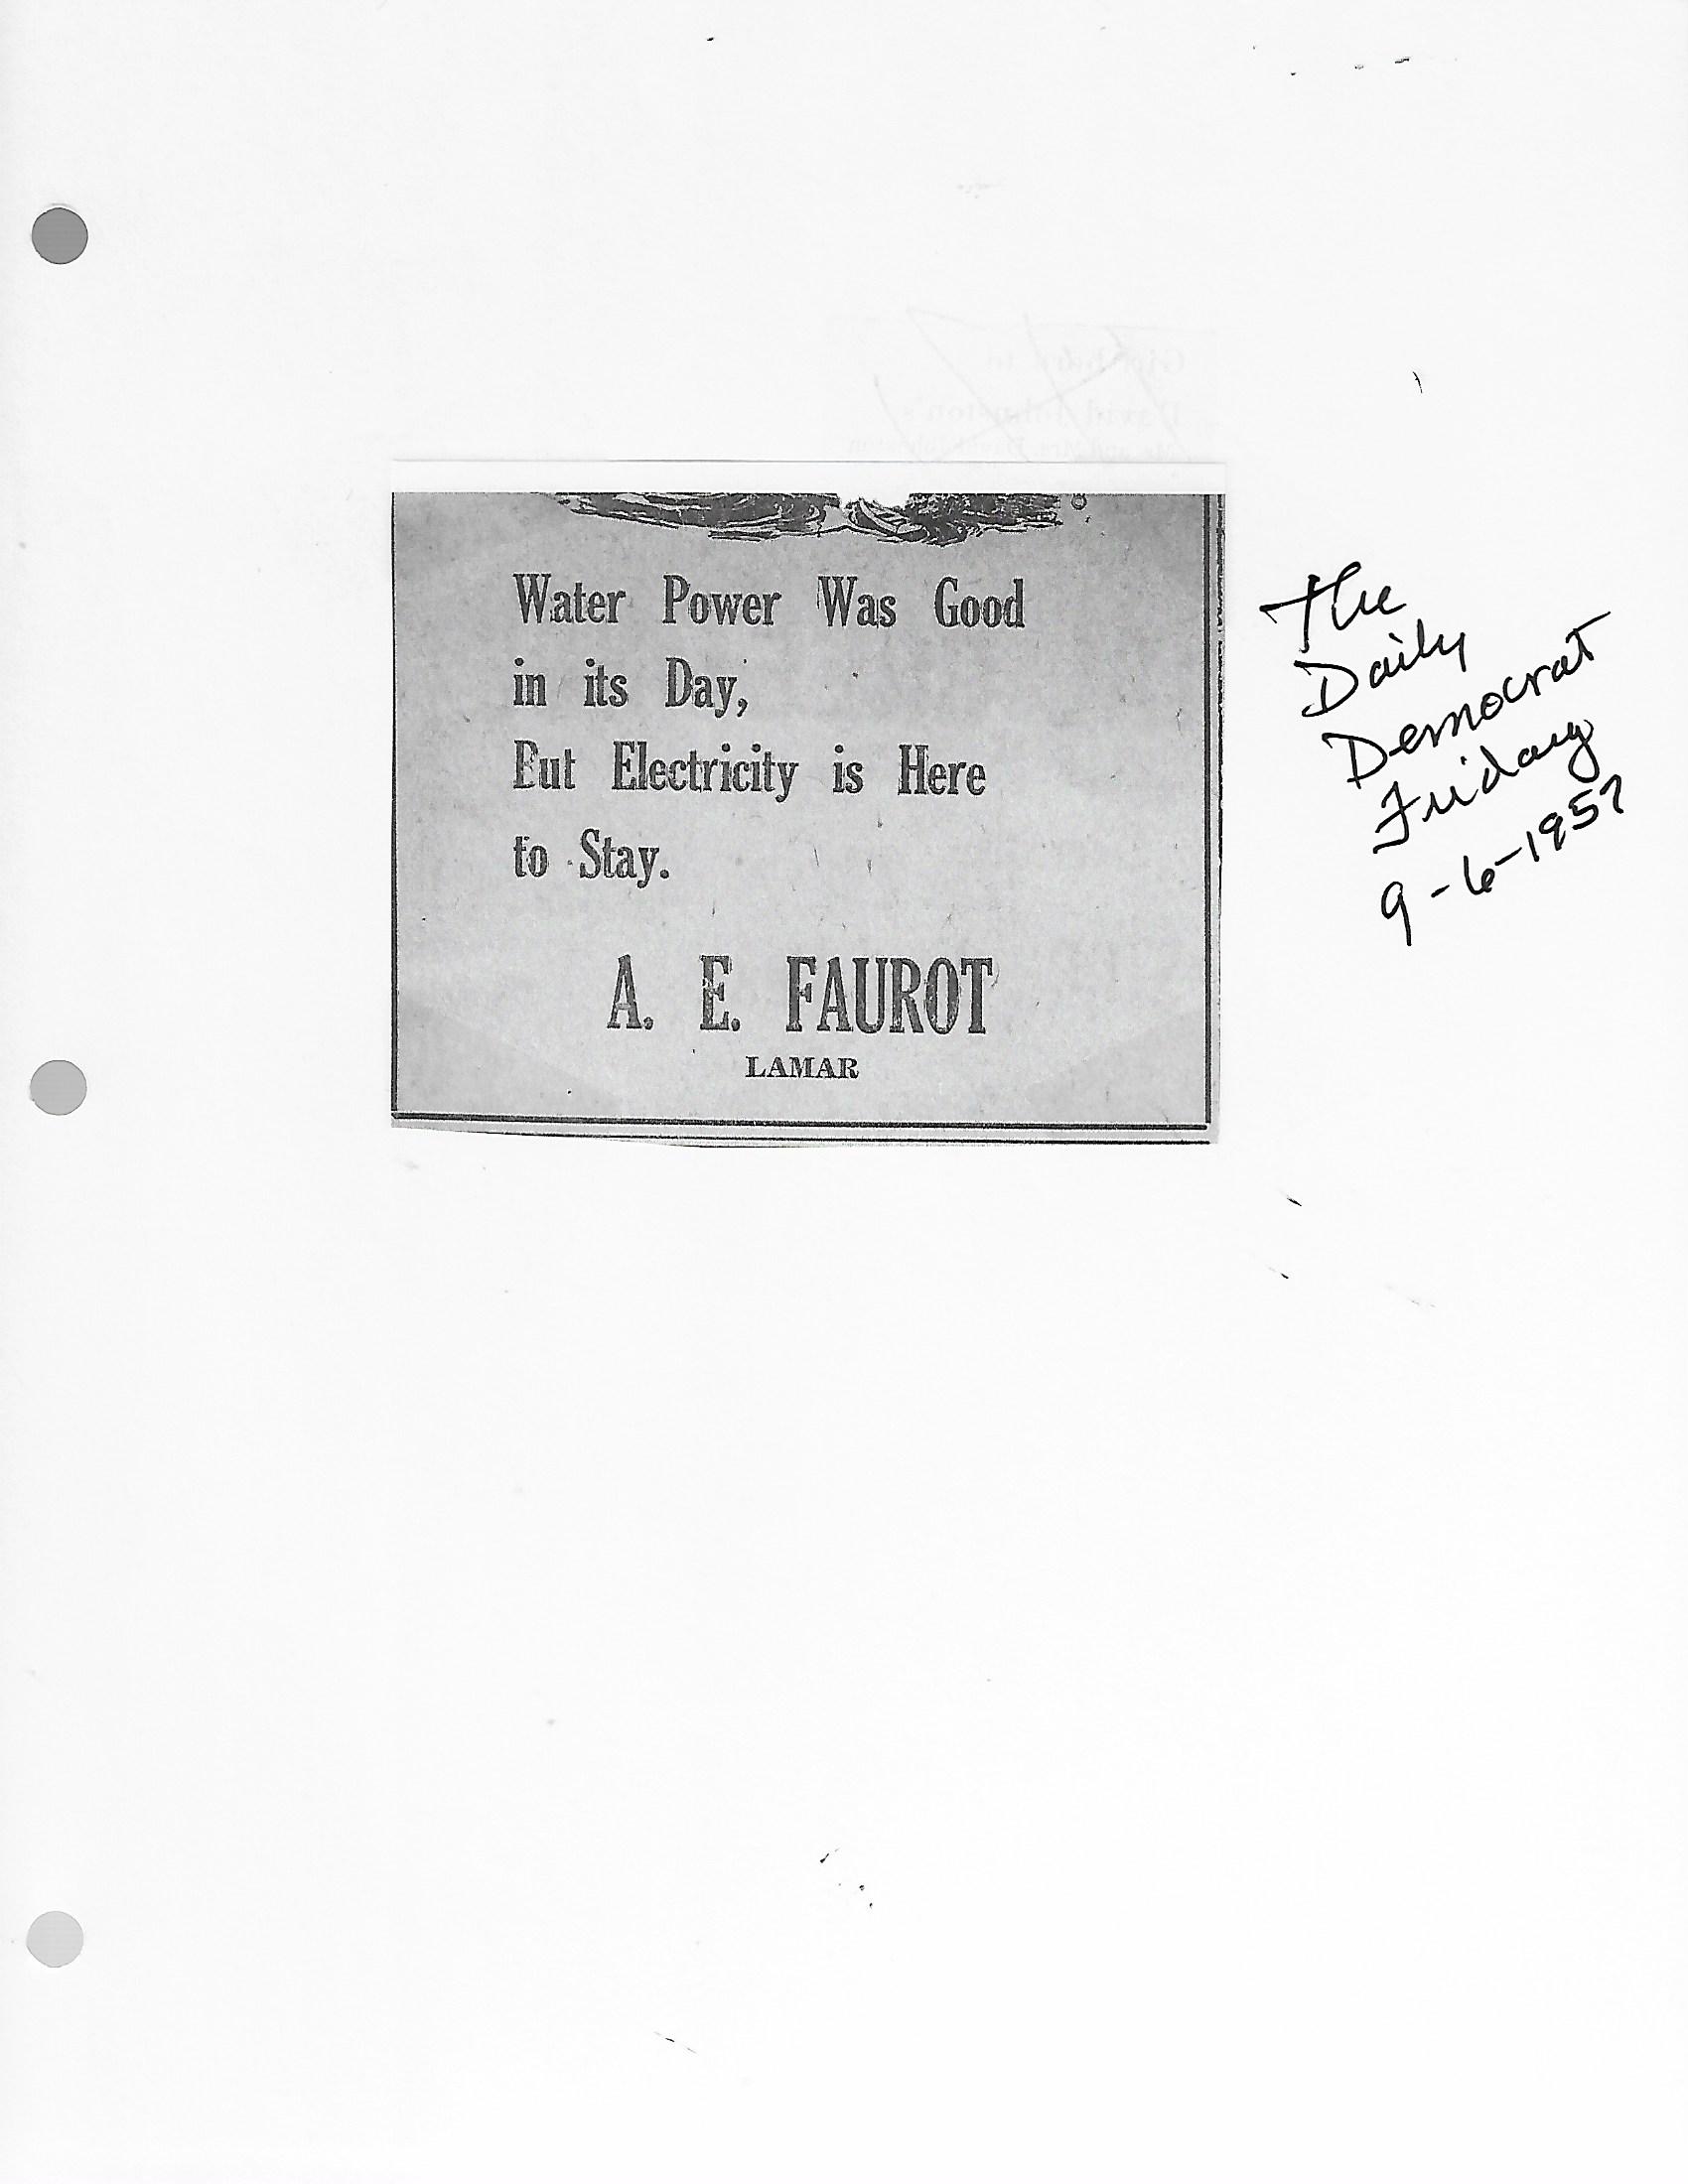 Water Power Was Good
in its Day,
But Electricity is Here
to Stay.
A. E. FAUROT
LAMAR
The
Daily
Democrat
Friday
9-6-1957